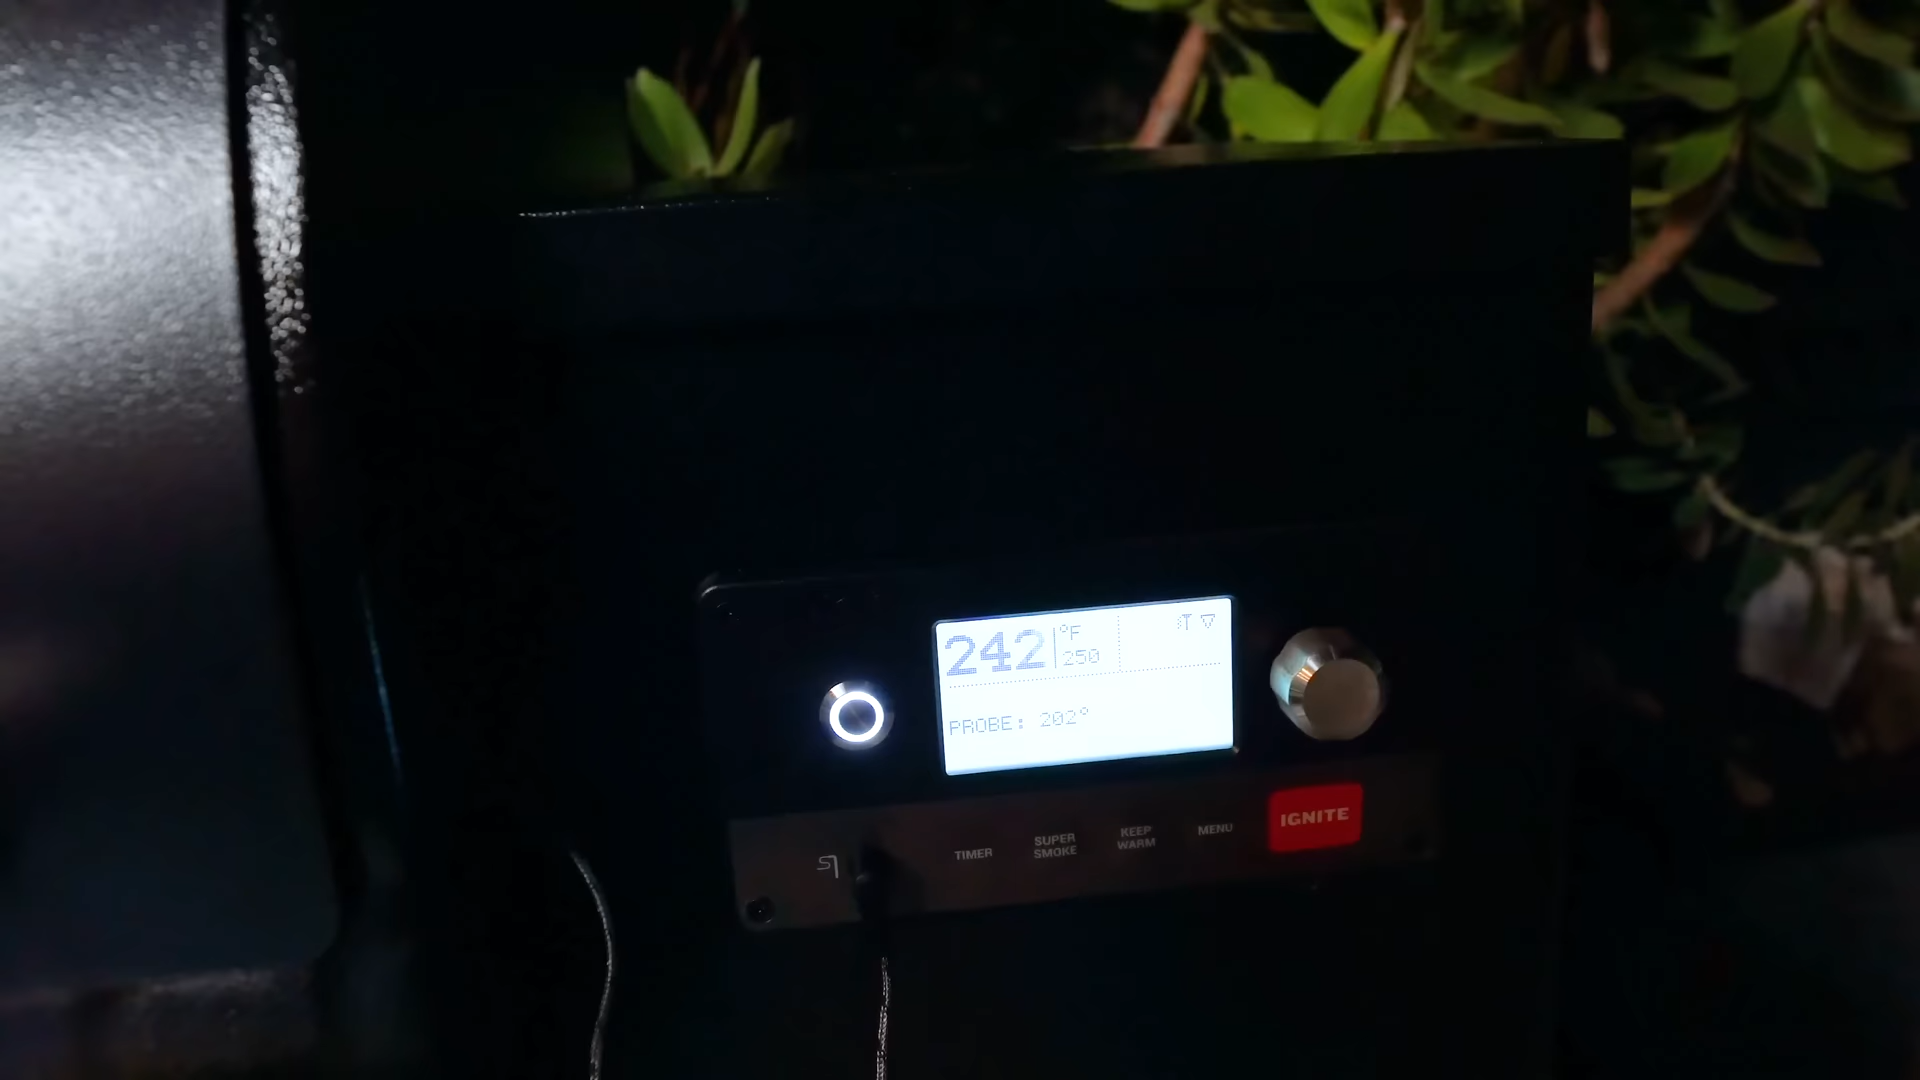 242 °F
250
PROBE: 202°
TIMER
SUPER
SMOKE
KEEP
WARM
MENU
IGNITE